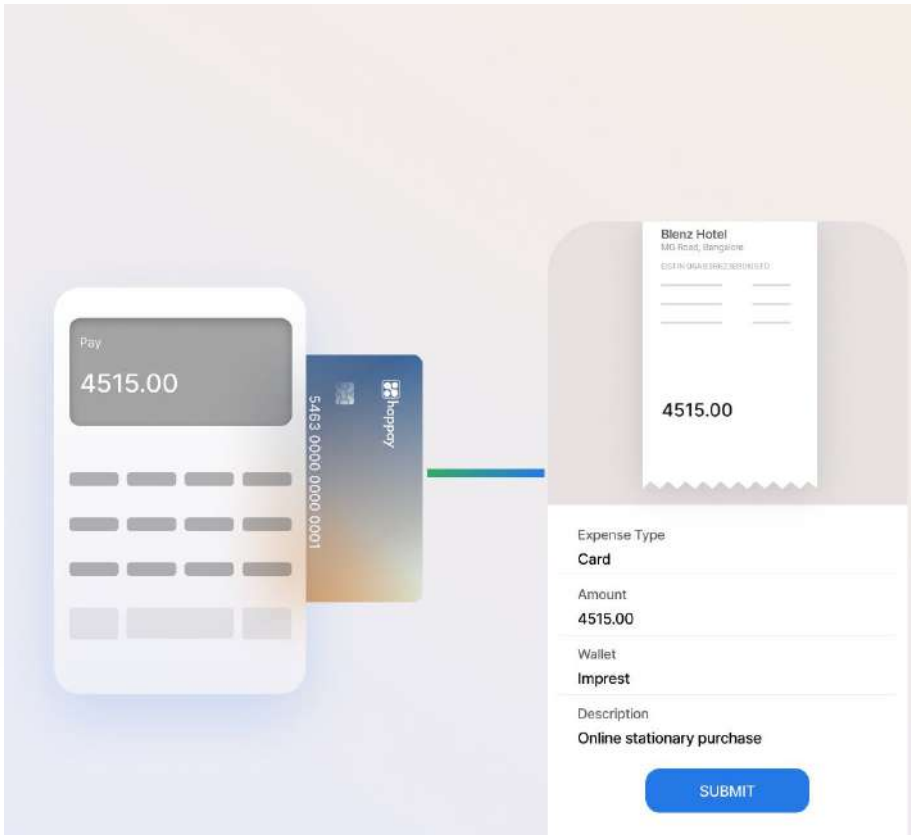 Pay
4515.00
hoppay
5463 0000 0000 0001
Blenz Hotel
MG Road, Bangalore
4515.00
Expense Type
Card
Amount
4515.00
Wallet
Imprest
Description
Online stationary purchase
SUBMIT